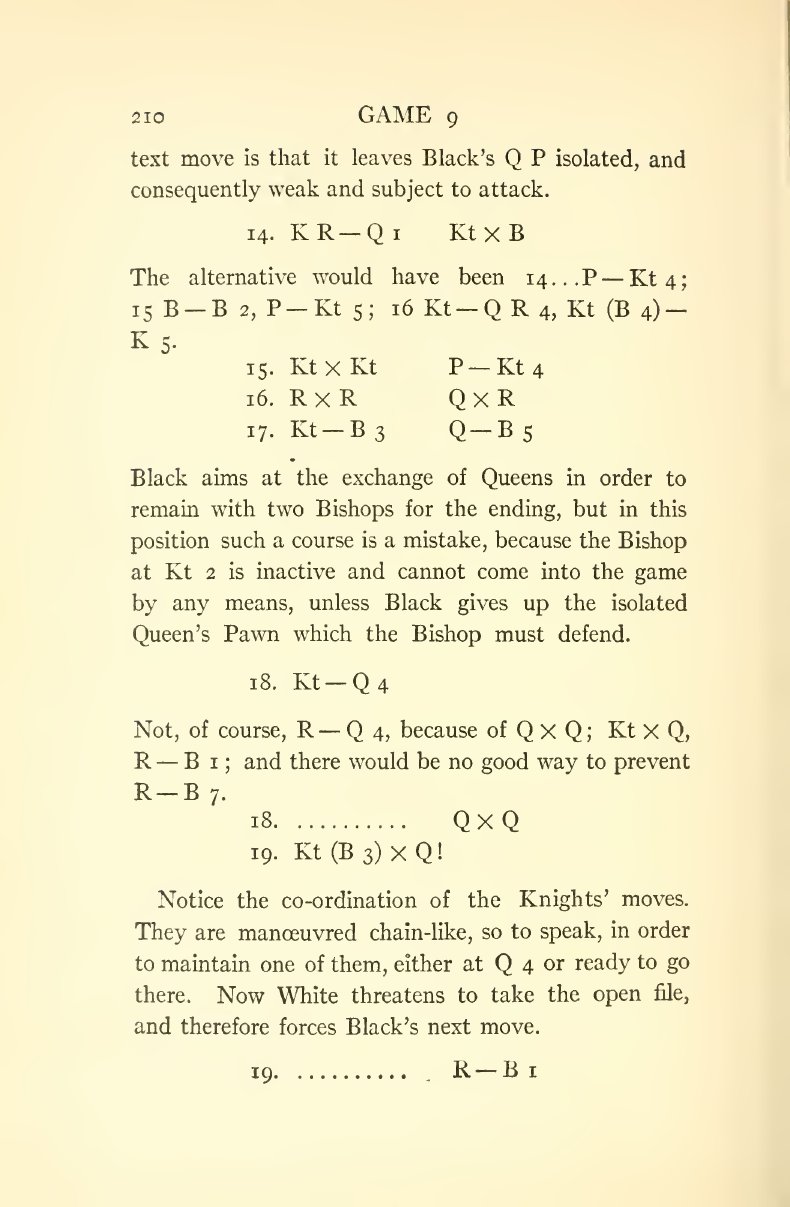 210 GAME 9
text move is that it leaves Black's Q P isolated, and
consequently weak and subject to attack.
14. K R—Q 1 Kt × B
The alternative would have been 14...P—Kt 4;
15 B—B 2, P—Kt 5; 16 Kt—Q R 4, Kt (B 4)—
K 5.
15. Kt × Kt P—Kt 4
16. R × R Q × R
17. Kt—B 3 Q—B 5
Black aims at the exchange of Queens in order to
remain with two Bishops for the ending, but in this
position such a course is a mistake, because the Bishop
at Kt 2 is inactive and cannot come into the game
by any means, unless Black gives up the isolated
Queen's Pawn which the Bishop must defend.
18. Kt—Q 4
Not, of course, R—Q 4, because of Q × Q; Kt × Q,
R—B 1; and there would be no good way to prevent
R—B 7.
18. .......... Q × Q
19. Kt (B 3) × Q!
Notice the co-ordination of the Knights' moves.
They are manœuvred chain-like, so to speak, in order
to maintain one of them, either at Q 4 or ready to go
there. Now White threatens to take the open file,
and therefore forces Black's next move.
19. .......... R—B 1